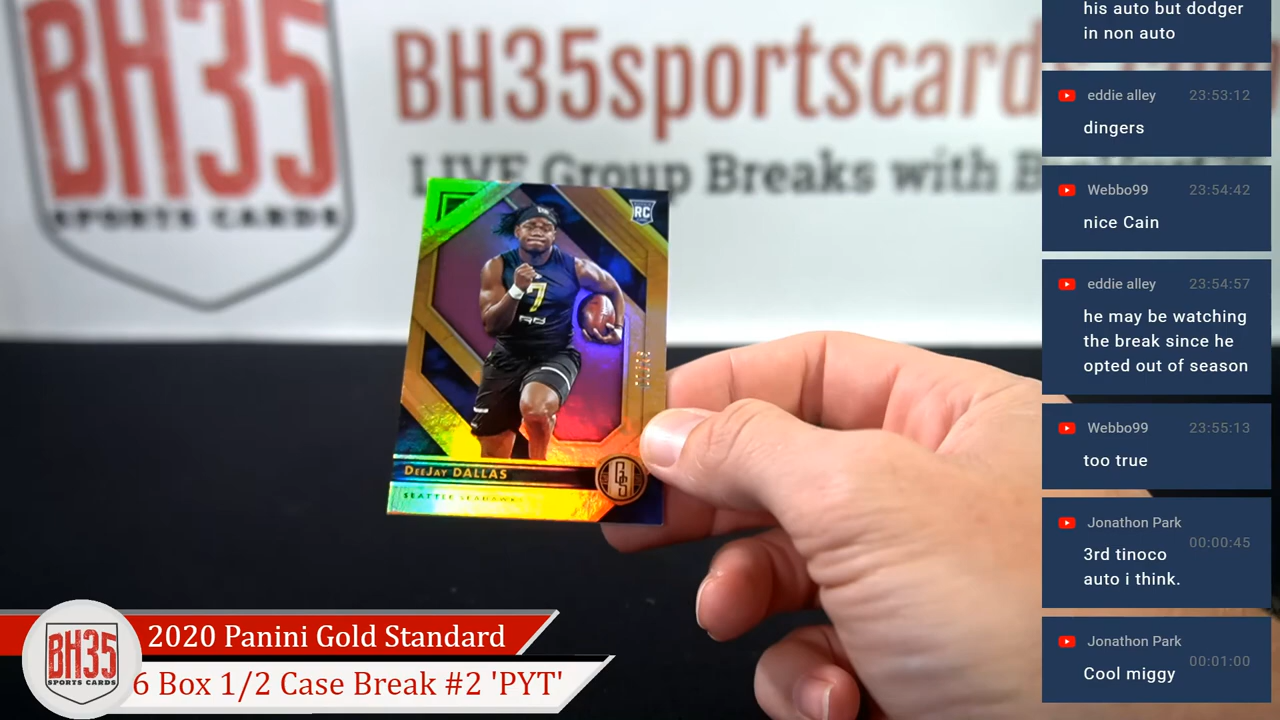 BH35
SPORTS CARDS
BH35sportscard
LIVE Group Breaks with
RC
7
DEEJAY DALLAS
SEATTLE SEAHAWKS
GS
his auto but dodger
in non auto
eddie alley 23:53:12
dingers
Webbo99 23:54:42
nice Cain
eddie alley 23:54:57
he may be watching
the break since he
opted out of season
Webbo99 23:55:13
too true
Jonathon Park
00:00:45
3rd tinoco
auto i think.
Jonathon Park
00:01:00
Cool miggy
BH35
SPORTS CARDS
2020 Panini Gold Standard
6 Box 1/2 Case Break #2 'PYT'